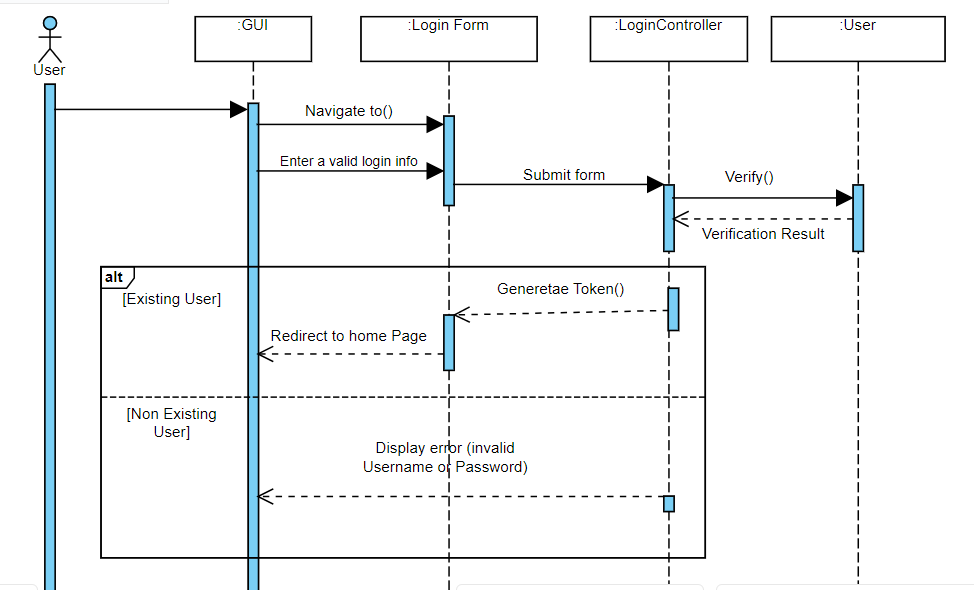 :GUI
:Login Form
:LoginController
:User
User
Navigate to()
Enter a valid login info
Submit form
Verify()
Verification Result
alt
[Existing User]
Generetae Token()
Redirect to home Page
[Non Existing
User]
Display error (invalid
Username or Password)